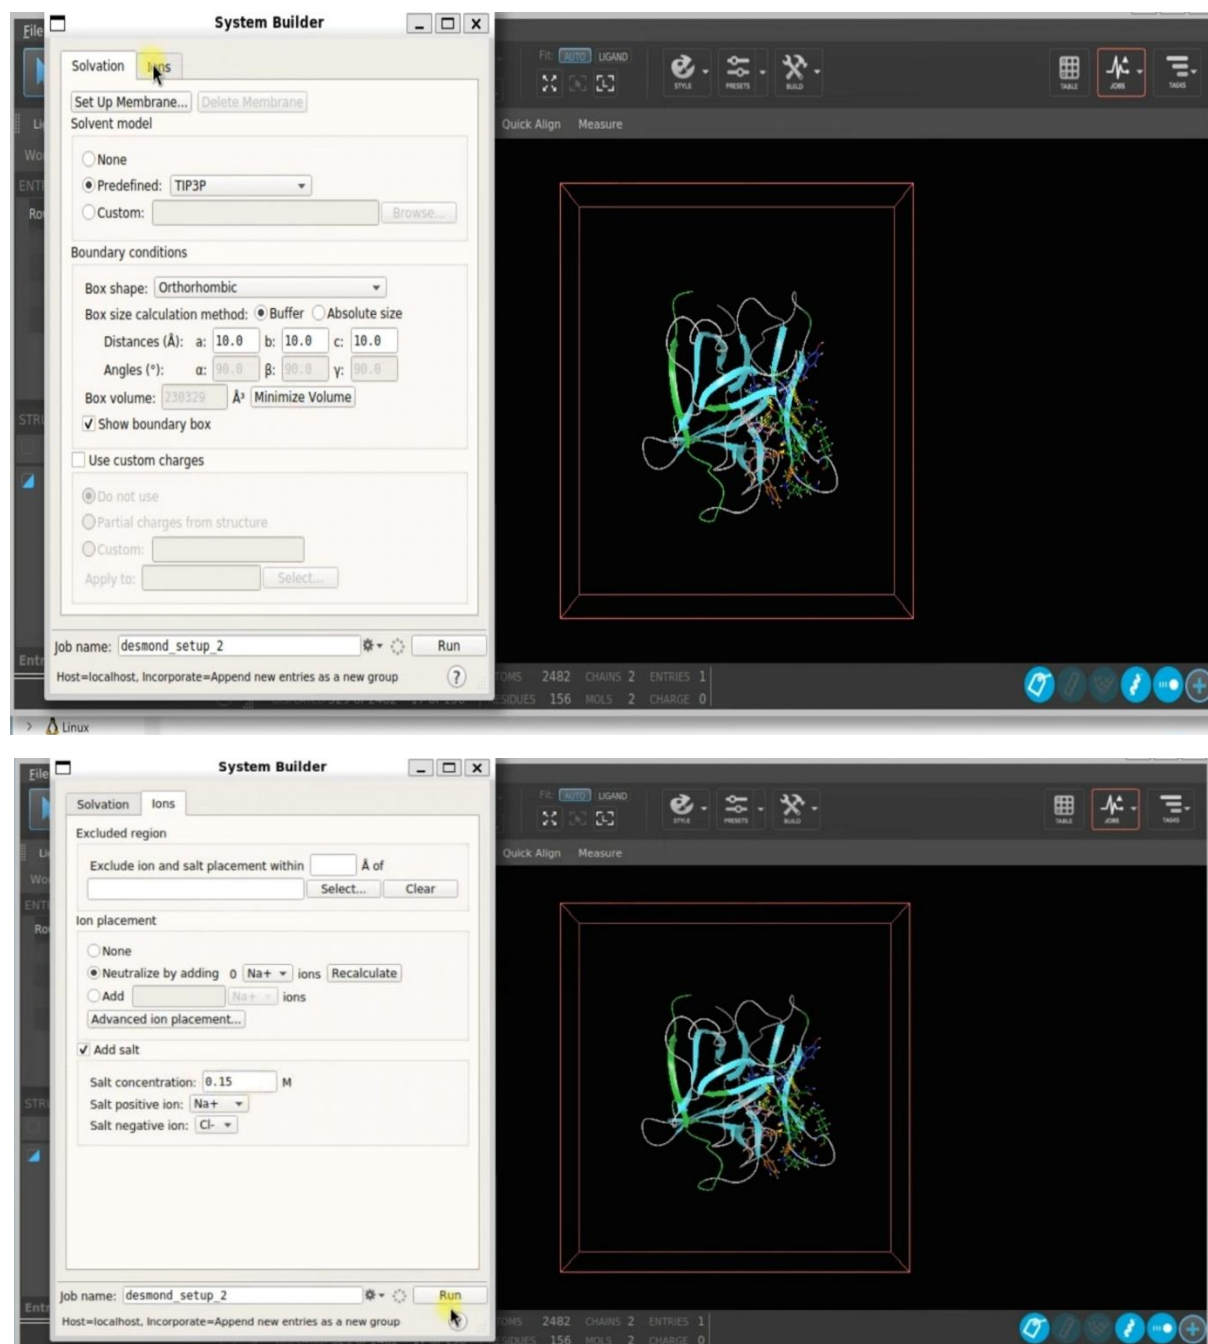 System Builder
File
Solvation Ions
Fit: AUTO LIGAND
STYLE PRESETS BUILD TABLE JOBS TASKS
Set Up Membrane... Delete Membrane
Quick Align Measure
Solvent model
None
Predefined: TIP3P
Custom: Browse...
Boundary conditions
Box shape: Orthorhombic
Box size calculation method: Buffer Absolute size
Distances (Å): a: 10.0 b: 10.0 c: 10.0
Angles (°): α: 90.0 β: 90.0 γ: 90.0
Box volume: 230329 Å³ Minimize Volume
Show boundary box
Use custom charges
Do not use
Partial charges from structure
Custom:
Apply to: Select...
Job name: desmond_setup_2 Run
Host=localhost, Incorporate=Append new entries as a new group ?
2482 CHAINS 2 ENTRIES 1
156 MOLS 2 CHARGE 0
Linux
System Builder
File
Solvation Ions
Fit: AUTO LIGAND
STYLE PRESETS BUILD TABLE JOBS TASKS
Quick Align Measure
Excluded region
Exclude ion and salt placement within Å of
Select... Clear
Ion placement
None
Neutralize by adding 0 Na+ ions Recalculate
Add Na+ ions
Advanced ion placement...
Add salt
Salt concentration: 0.15 M
Salt positive ion: Na+
Salt negative ion: Cl-
Job name: desmond_setup_2 Run
Host=localhost, Incorporate=Append new entries as a new group
2482 CHAINS 2 ENTRIES 1
156 MOLS 2 CHARGE 0